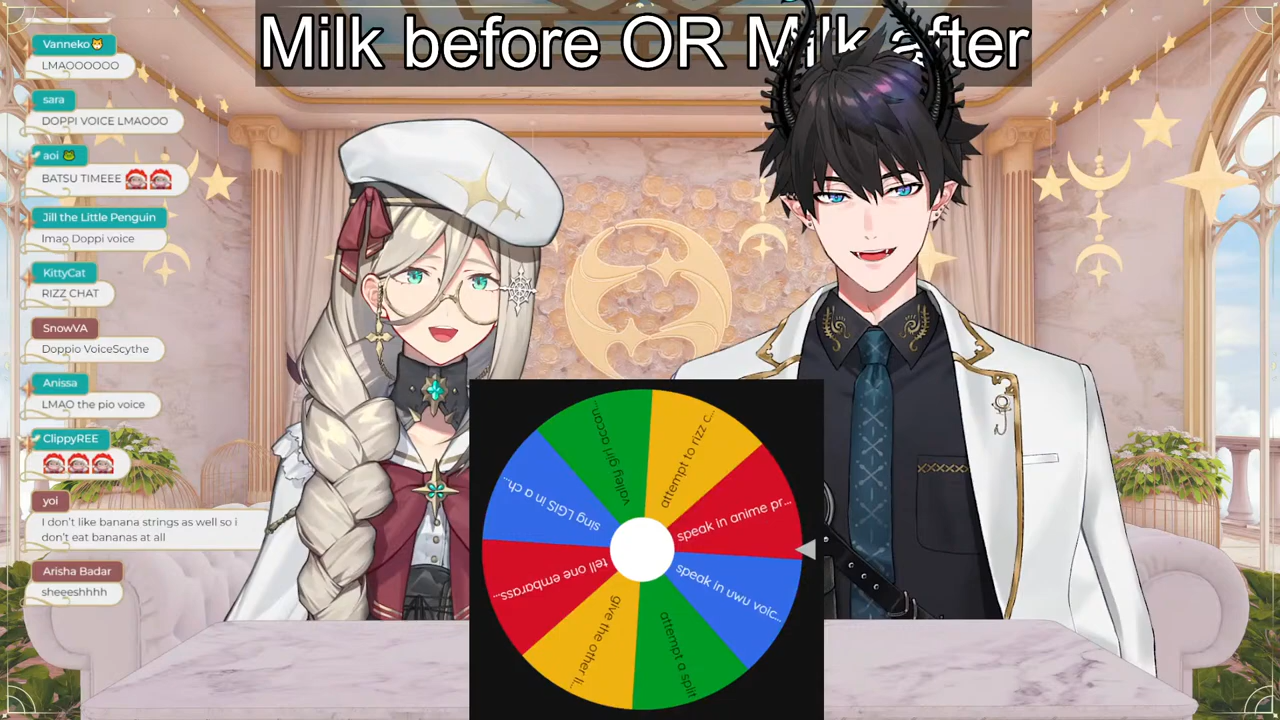 Milk before OR Milk after
Vanneko
LMAOOOOOO
sara
DOPPI VOICE LMAOOO
aoi
BATSU TIMEEE
Jill the Little Penguin
lmao Doppi voice
KittyCat
RIZZ CHAT
SnowVA
Doppio VoiceScythe
Anissa
LMAO the pio voice
ClippyREE
yoi
I don't like banana strings as well so i
don't eat bananas at all
Arisha Badar
sheeeshhhh
valley girl accan...
attempt to rizz c...
speak in anime pr...
speak in uwu voic...
attempt a split
give the other li...
tell one embarass...
sing LGIS in a ch...